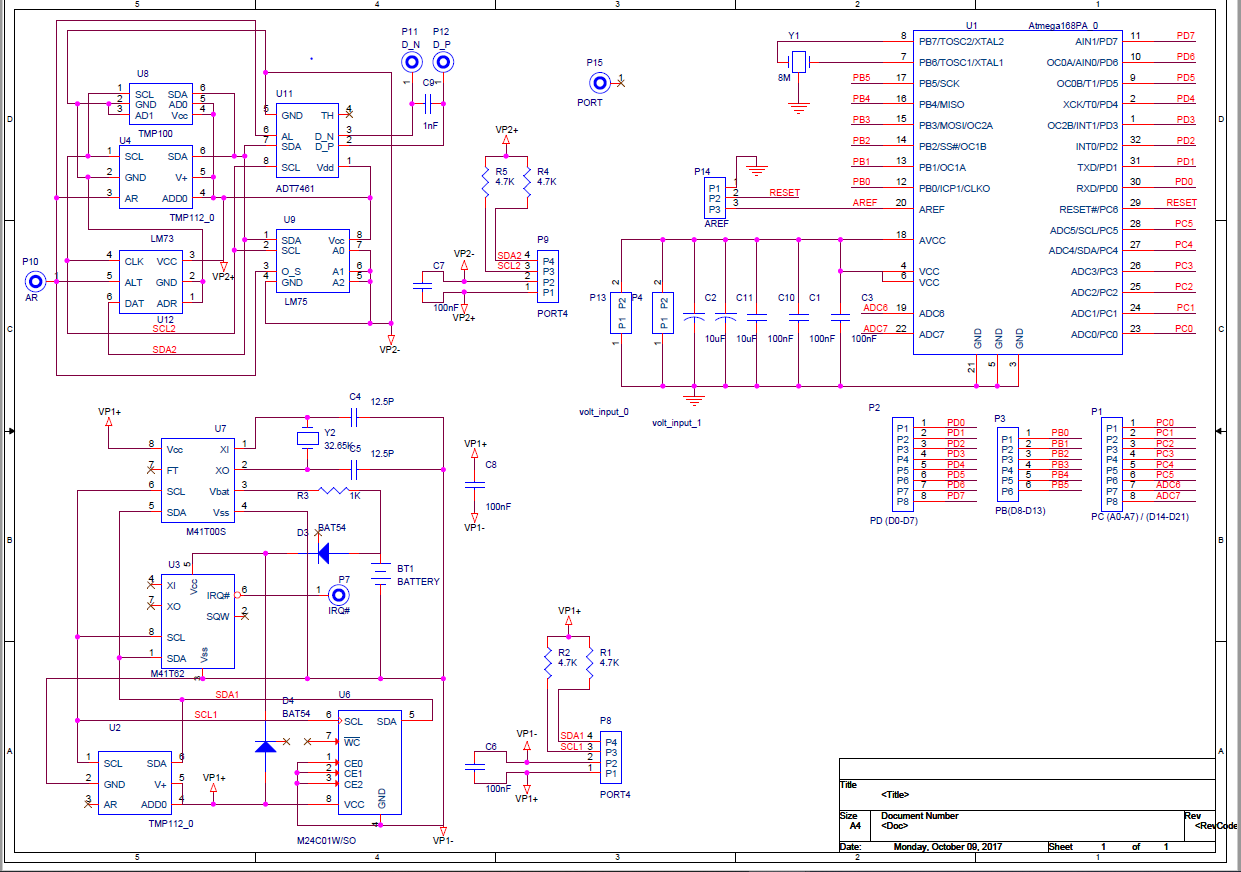 5
4
3
2
1
D
C
B
A
P11
D_N
P12
D_P
C9
1nF
1
1
U8
1 SCL SDA 6
2 GND AD0 5
3 AD1 Vcc 4
TMP100
U4
1 SCL SDA 6
2 GND V+ 5
3 AR ADD0 4
TMP112_0
U11
5 GND TH 4
6 AL D_N 3
7 SDA D_P 2
8 SCL Vdd 1
ADT7461
U9
1 SDA Vcc 8
2 SCL A0 7
3 O_S A1 6
4 GND A2 5
LM75
LM73
4 CLK VCC 3
5 ALT GND 2
6 DAT ADR 1
U12
SCL2
SDA2
P10
1
AR
VP2+
VP2-
P15
1
PORT
VP2+
R5
4.7K
R4
4.7K
P9
SDA2 4 P4
SCL2 3 P3
2 P2
1 P1
PORT4
VP2-
C7
100nF
VP2+
Y1
8M
U1
Atmega168PA_0
8 PB7/TOSC2/XTAL2 AIN1/PD7 11 PD7
7 PB6/TOSC1/XTAL1 OC0A/AIN0/PD6 10 PD6
PB5 17 PB5/SCK OC0B/T1/PD5 9 PD5
PB4 16 PB4/MISO XCK/T0/PD4 2 PD4
PB3 15 PB3/MOSI/OC2A OC2B/INT1/PD3 1 PD3
PB2 14 PB2/SS#/OC1B INT0/PD2 32 PD2
PB1 13 PB1/OC1A TXD/PD1 31 PD1
PB0 12 PB0/ICP1/CLKO RXD/PD0 30 PD0
AREF 20 AREF RESET#/PC6 29 RESET
ADC5/SCL/PC5 28 PC5
18 AVCC ADC4/SDA/PC4 27 PC4
4 VCC ADC3/PC3 26 PC3
6 VCC ADC2/PC2 25 PC2
ADC6 19 ADC6 ADC1/PC1 24 PC1
ADC7 22 ADC7 ADC0/PC0 23 PC0
GND GND GND
21 5 3
P14
P1 1
P2 2 RESET
P3 3
AREF
P13 P2 P1 2 1
P4 P2 P1 2 1
C2
10uF
C11
10uF
C10
100nF
C1
100nF
C3
100nF
volt_input_0
volt_input_1
P2
P1 1 PD0
P2 2 PD1
P3 3 PD2
P4 4 PD3
P5 5 PD4
P6 6 PD5
P7 7 PD6
P8 8 PD7
PD (D0-D7)
P3
P1 1 PB0
P2 2 PB1
P3 3 PB2
P4 4 PB3
P5 5 PB4
P6 6 PB5
PB(D8-D13)
P1
P1 1 PC0
P2 2 PC1
P3 3 PC2
P4 4 PC3
P5 5 PC4
P6 6 PC5
P7 7 ADC6
P8 8 ADC7
PC (A0-A7) / (D14-D21)
VP1+
U7
8 Vcc XI 1
7 FT XO 2
6 SCL Vbat 3
5 SDA Vss 4
M41T00S
C4
12.5P
Y2
32.65K
C5
12.5P
R3
1K
VP1+
C8
100nF
VP1-
D3
BAT54
BT1
BATTERY
U3
Vcc 5
4 XI
7 XO
IRQ# 6
SQW 2
8 SCL
1 SDA
Vss 3
M41T62
P7
1
IRQ#
SDA1
SCL1
D4
BAT54
U6
6 SCL SDA 5
7 WC
1 CE0
2 CE1
3 CE2
8 VCC
GND 4
M24C01W/SO
U2
1 SCL SDA 6
2 GND V+ 5
3 AR ADD0 4
TMP112_0
VP1+
VP1-
VP1+
R2
4.7K
R1
4.7K
P8
SDA1 4 P4
SCL1 3 P3
2 P2
1 P1
PORT4
VP1-
C6
100nF
VP1+
Title
<Title>
Size
A4
Document Number
<Doc>
Rev
<RevCode
Date:
Monday, October 09, 2017
Sheet 1 of 1
5
4
3
2
1
D
C
B
A